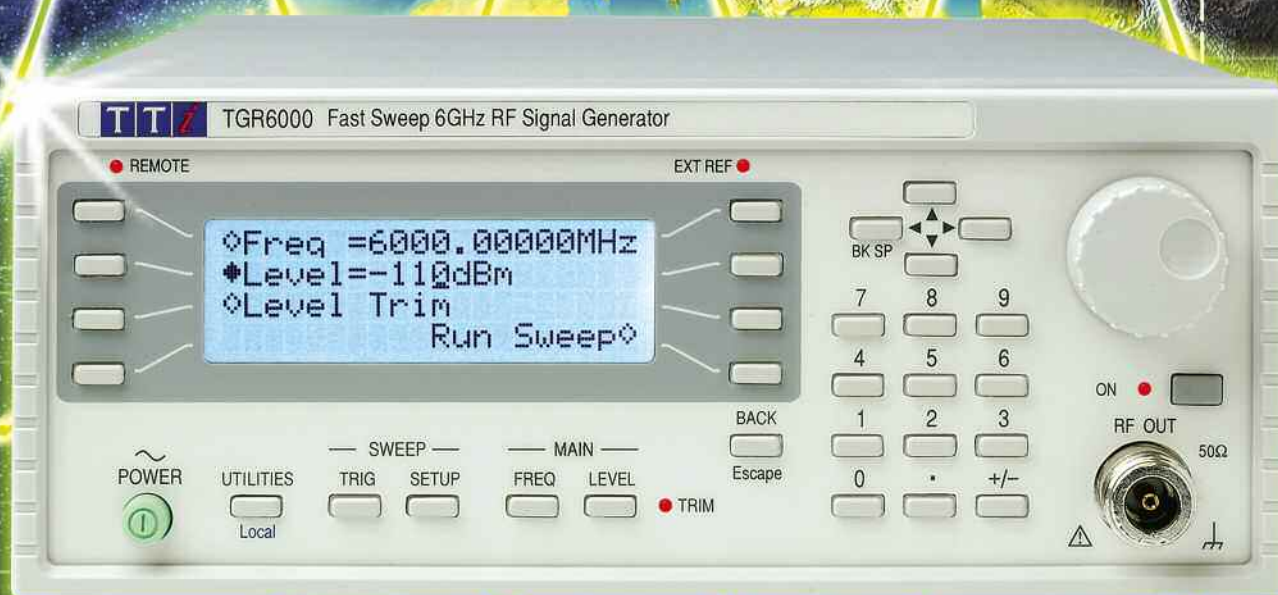 TTi TGR6000 Fast Sweep 6GHz RF Signal Generator
REMOTE EXT REF
◇Freq =6000.00000MHz
◆Level=-110dBm
◇Level Trim
Run Sweep◇
BK SP
7 8 9
4 5 6
1 2 3
0 . +/−
BACK
Escape
ON
RF OUT
50Ω
POWER
UTILITIES
Local
SWEEP
TRIG SETUP
MAIN
FREQ LEVEL
TRIM